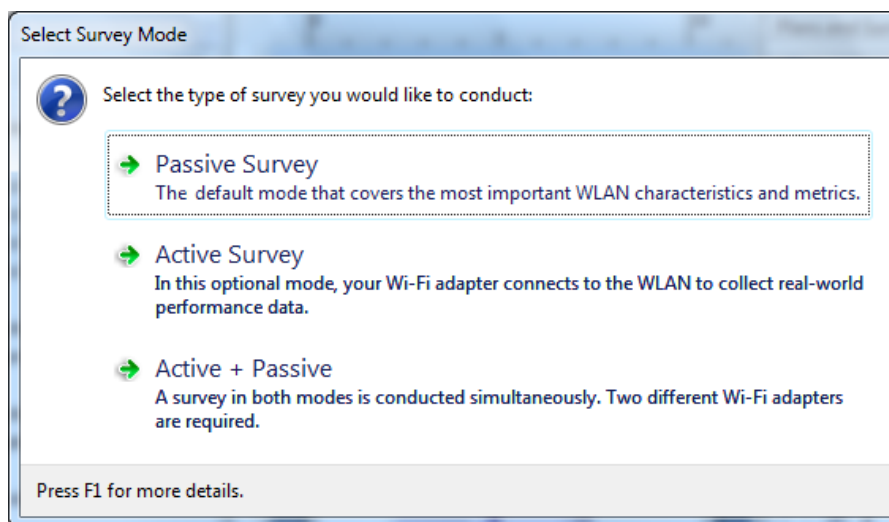 Select Survey Mode
Select the type of survey you would like to conduct:
Passive Survey
The default mode that covers the most important WLAN characteristics and metrics.
Active Survey
In this optional mode, your Wi-Fi adapter connects to the WLAN to collect real-world
performance data.
Active + Passive
A survey in both modes is conducted simultaneously. Two different Wi-Fi adapters
are required.
Press F1 for more details.